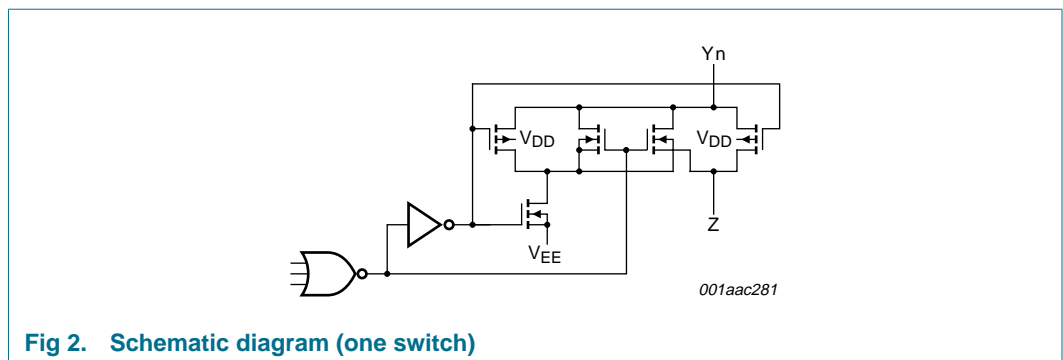 Yn
VDD
VDD
Z
VEE
001aac281
Fig 2. Schematic diagram (one switch)